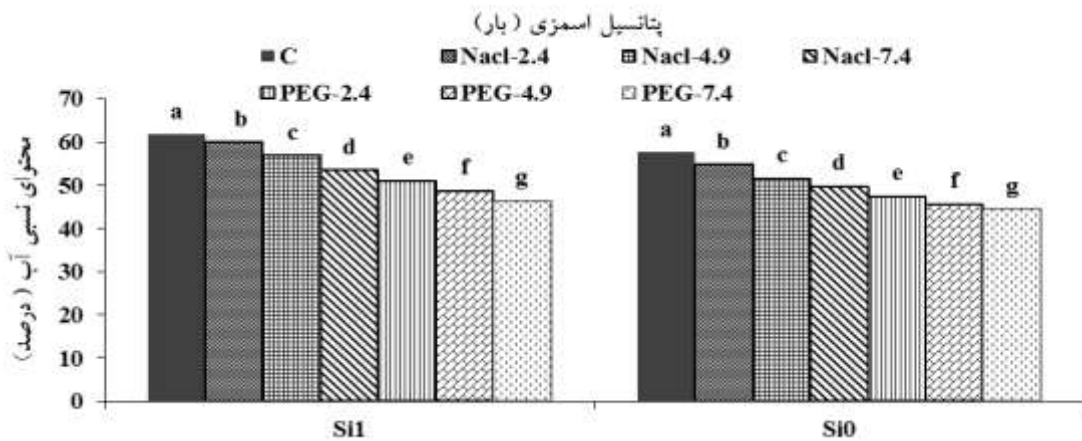 پتانسیل اسمزی (بار)
C Nacl-2.4 Nacl-4.9 Nacl-7.4
PEG-2.4 PEG-4.9 PEG-7.4
محتوای نسبی آب (درصد)
70
60
50
40
30
20
10
0
a b c d e f g
a b c d e f g
Si1 Si0